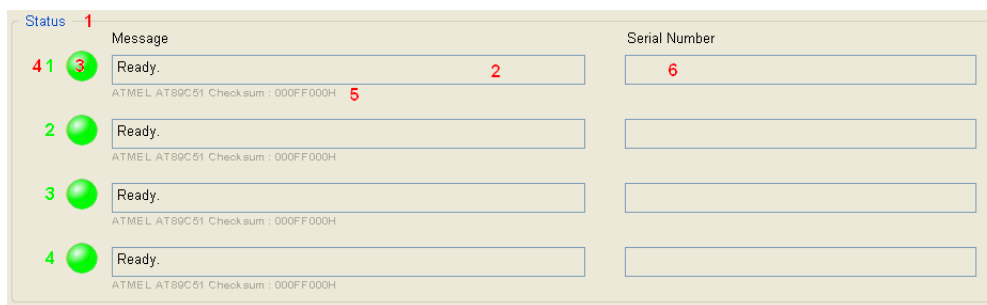 Status 1
Message Serial Number
4 1 3 Ready. 2 6
ATMEL AT89C51 Checksum : 000FF000H 5
2 Ready.
ATMEL AT89C51 Checksum : 000FF000H
3 Ready.
ATMEL AT89C51 Checksum : 000FF000H
4 Ready.
ATMEL AT89C51 Checksum : 000FF000H